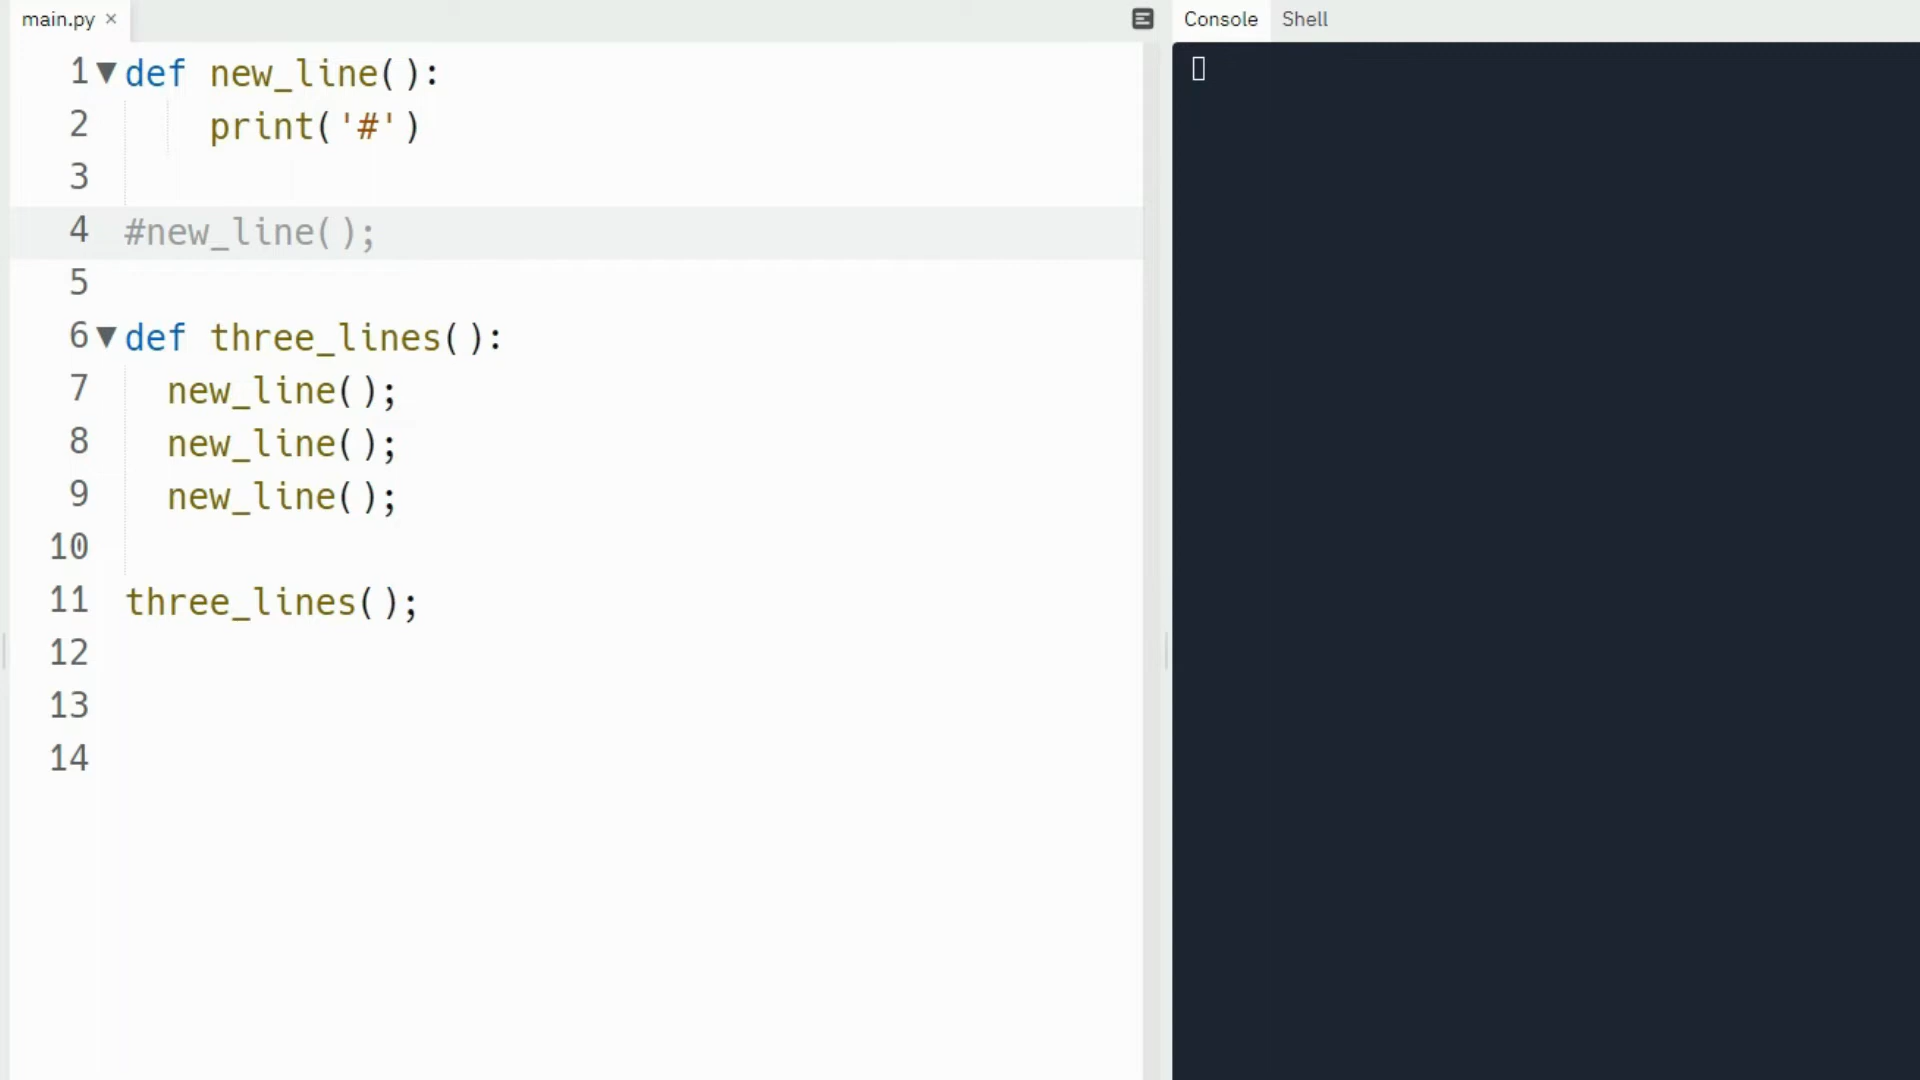 main.py ×
Console Shell
1 def new_line():
2     print('#')
3
4 #new_line();
5
6 def three_lines():
7   new_line();
8   new_line();
9   new_line();
10
11 three_lines();
12
13
14